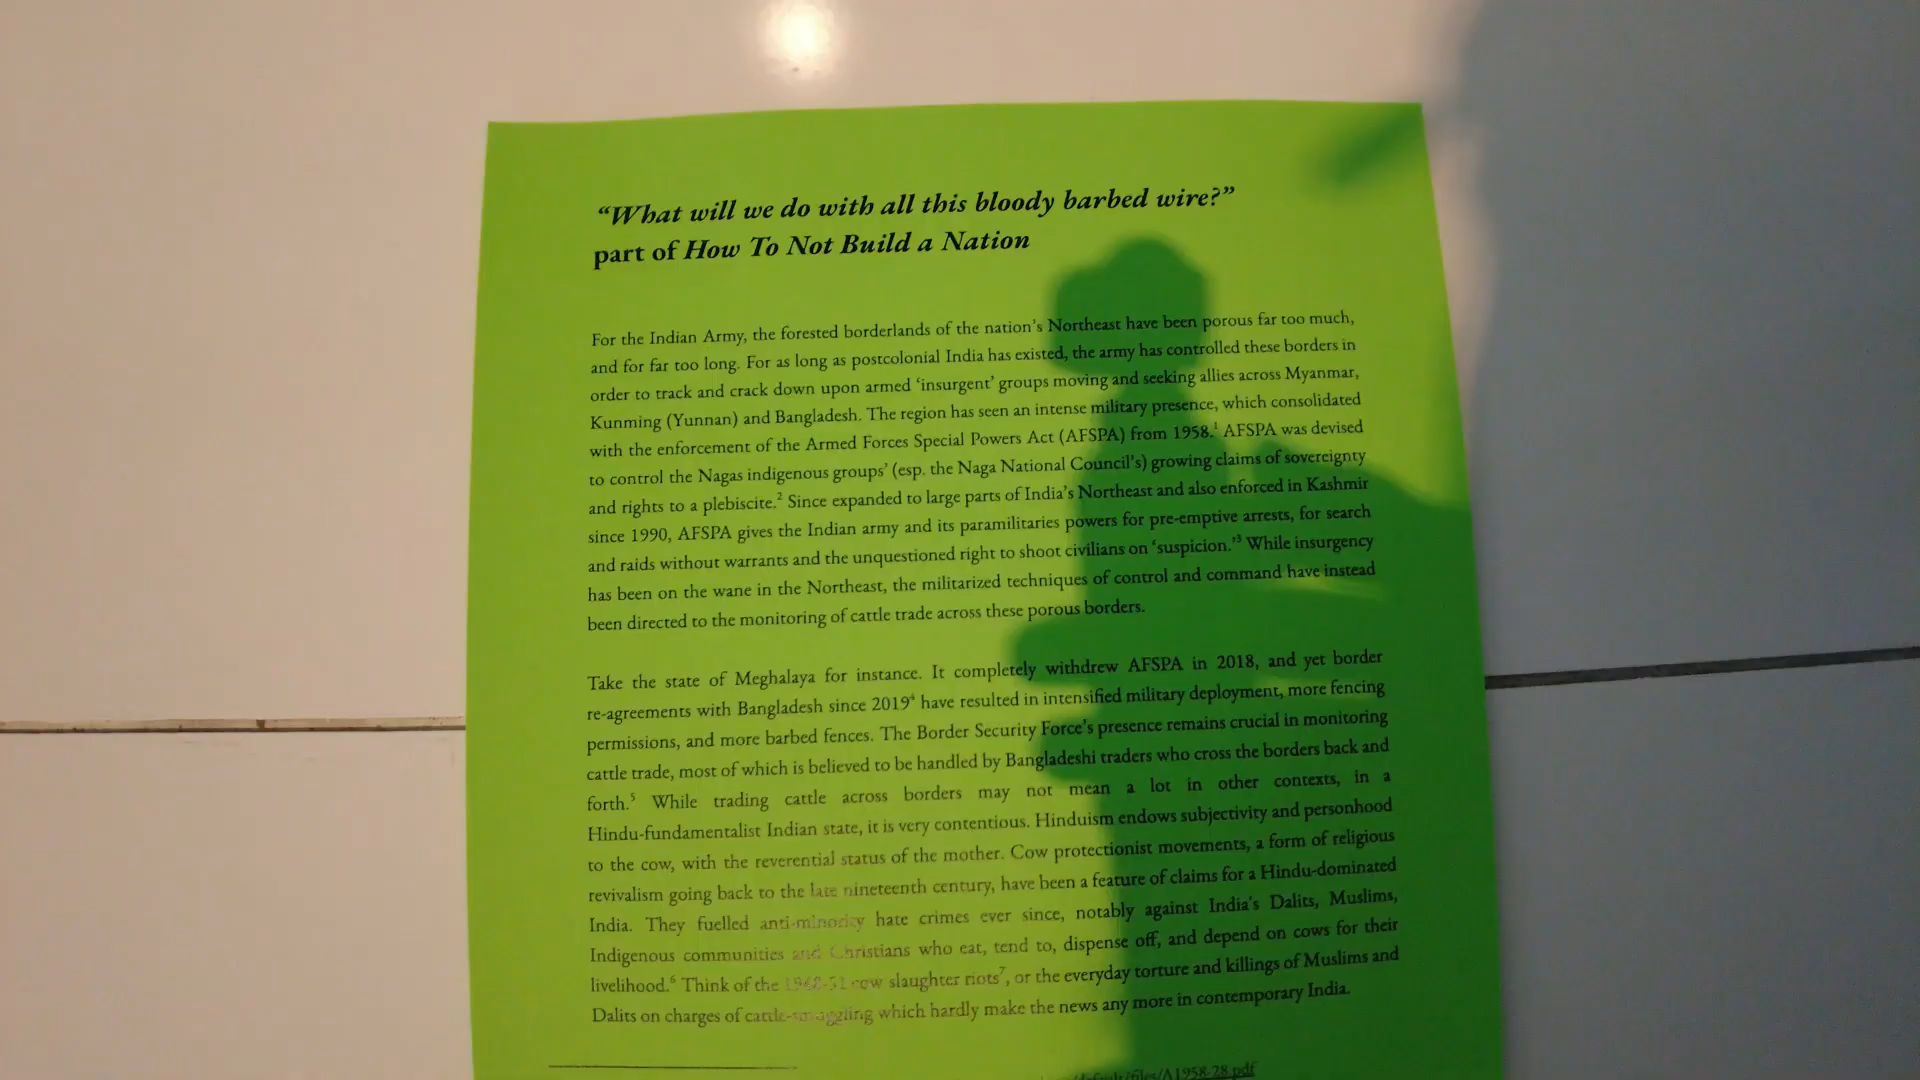 “What will we do with all this bloody barbed wire?”
part of How To Not Build a Nation
For the Indian Army, the forested borderlands of the nation’s Northeast have been porous far too much,
and for far too long. For as long as postcolonial India has existed, the army has controlled these borders in
order to track and crack down upon armed ‘insurgent’ groups moving and seeking allies across Myanmar,
Kunming (Yunnan) and Bangladesh. The region has seen an intense military presence, which consolidated
with the enforcement of the Armed Forces Special Powers Act (AFSPA) from 1958.¹ AFSPA was devised
to control the Nagas indigenous groups’ (esp. the Naga National Council’s) growing claims of sovereignty
and rights to a plebiscite.² Since expanded to large parts of India’s Northeast and also enforced in Kashmir
since 1990, AFSPA gives the Indian army and its paramilitaries powers for pre-emptive arrests, for search
and raids without warrants and the unquestioned right to shoot civilians on ‘suspicion.’³ While insurgency
has been on the wane in the Northeast, the militarized techniques of control and command have instead
been directed to the monitoring of cattle trade across these porous borders.
Take the state of Meghalaya for instance. It completely withdrew AFSPA in 2018, and yet border
re-agreements with Bangladesh since 2019⁴ have resulted in intensified military deployment, more fencing
permissions, and more barbed fences. The Border Security Force’s presence remains crucial in monitoring
cattle trade, most of which is believed to be handled by Bangladeshi traders who cross the borders back and
forth.⁵ While trading cattle across borders may not mean a lot in other contexts, in a
Hindu-fundamentalist Indian state, it is very contentious. Hinduism endows subjectivity and personhood
to the cow, with the reverential status of the mother. Cow protectionist movements, a form of religious
revivalism going back to the late nineteenth century, have been a feature of claims for a Hindu-dominated
India. They fuelled anti-minority hate crimes ever since, notably against India’s Dalits, Muslims,
Indigenous communities and Christians who eat, tend to, dispense off, and depend on cows for their
livelihood.⁶ Think of the cow slaughter riots⁷, or the everyday torture and killings of Muslims and
Dalits on charges of cattle-smuggling which hardly make the news any more in contemporary India.
/default/files/A1958-28.pdf